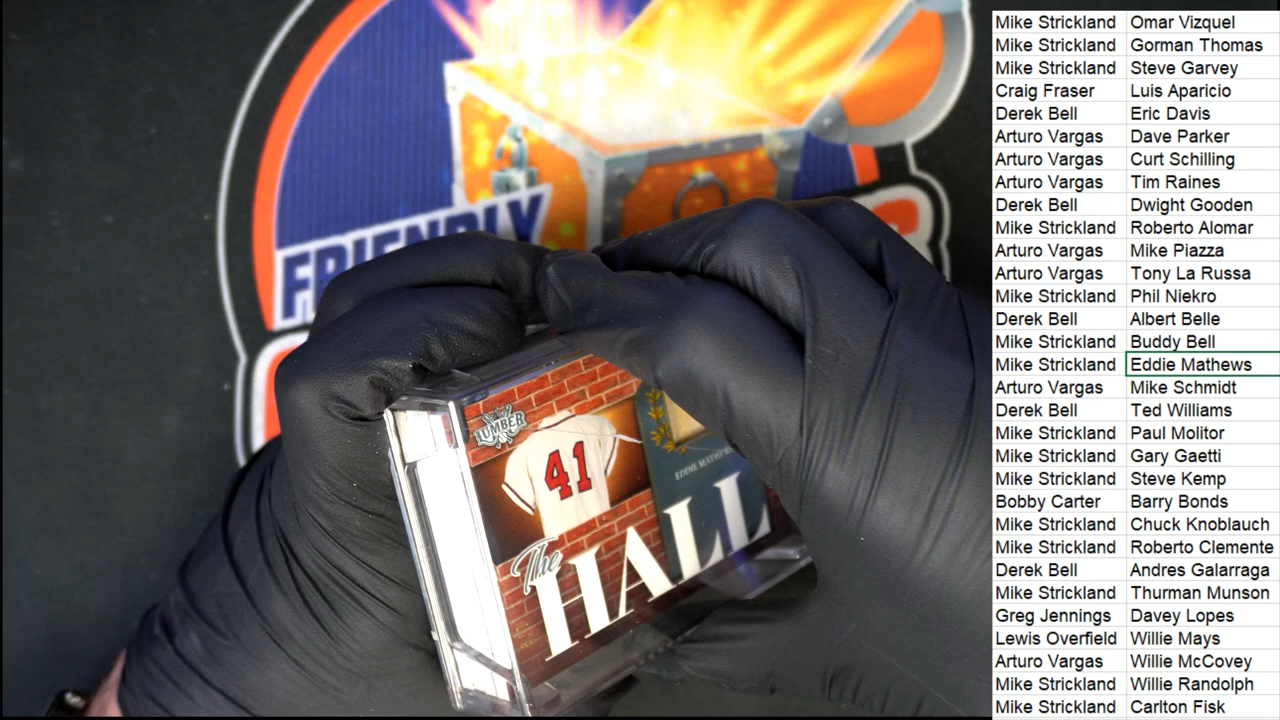 FRIENDLY
LUMBER
41
EDDIE MATHEWS
The
HALL
Mike Strickland Omar Vizquel
Mike Strickland Gorman Thomas
Mike Strickland Steve Garvey
Craig Fraser Luis Aparicio
Derek Bell Eric Davis
Arturo Vargas Dave Parker
Arturo Vargas Curt Schilling
Arturo Vargas Tim Raines
Derek Bell Dwight Gooden
Mike Strickland Roberto Alomar
Arturo Vargas Mike Piazza
Arturo Vargas Tony La Russa
Mike Strickland Phil Niekro
Derek Bell Albert Belle
Mike Strickland Buddy Bell
Mike Strickland Eddie Mathews
Arturo Vargas Mike Schmidt
Derek Bell Ted Williams
Mike Strickland Paul Molitor
Mike Strickland Gary Gaetti
Mike Strickland Steve Kemp
Bobby Carter Barry Bonds
Mike Strickland Chuck Knoblauch
Mike Strickland Roberto Clemente
Derek Bell Andres Galarraga
Mike Strickland Thurman Munson
Greg Jennings Davey Lopes
Lewis Overfield Willie Mays
Arturo Vargas Willie McCovey
Mike Strickland Willie Randolph
Mike Strickland Carlton Fisk